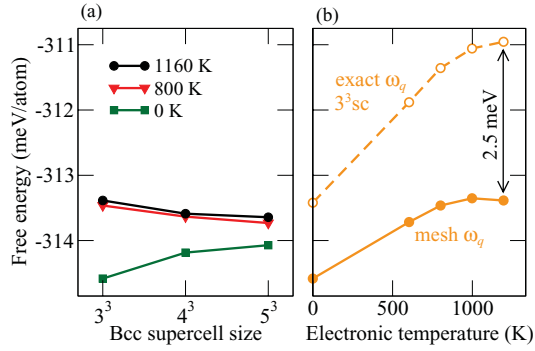 (a)
(b)
-311
-312
-313
-314
Free energy (meV/atom)
1160 K
800 K
0 K
3³
4³
5³
Bcc supercell size
exact ω_q
3³sc
2.5 meV
mesh ω_q
0
500
1000
Electronic temperature (K)